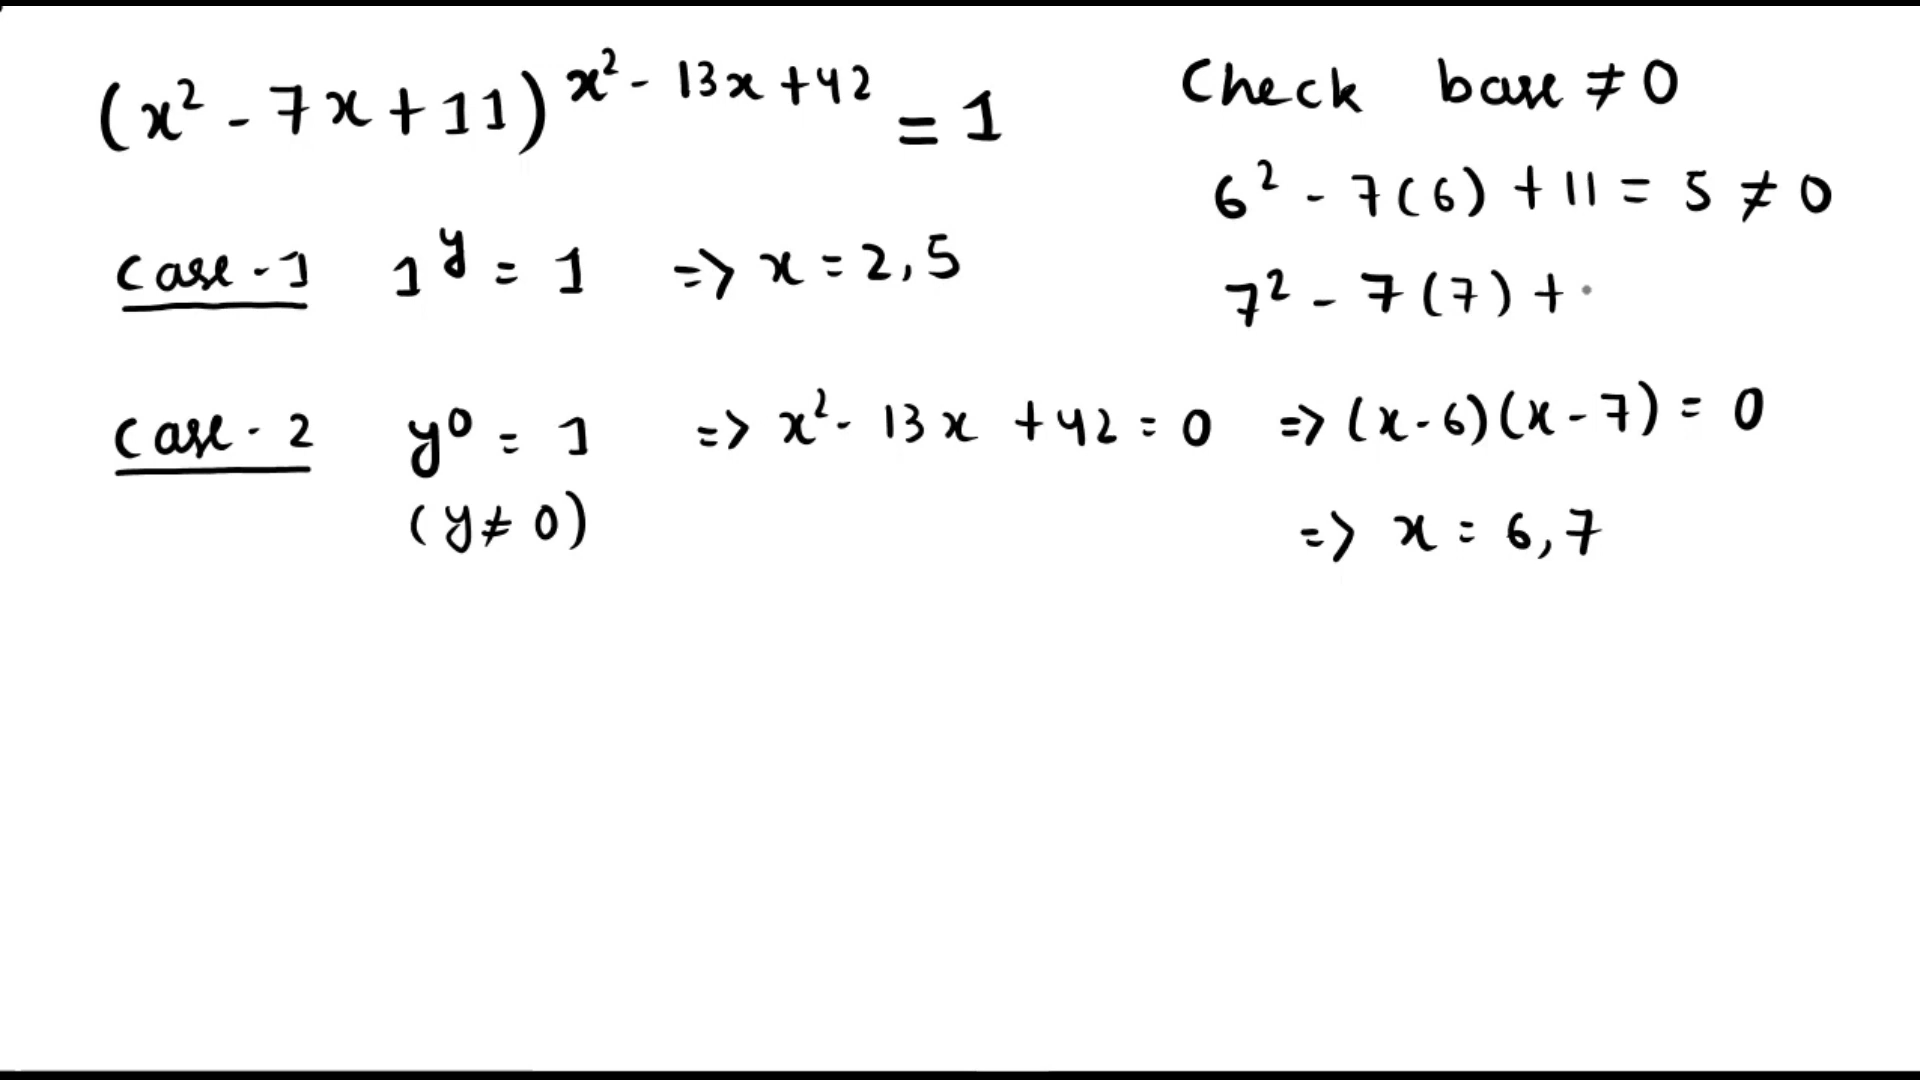 (x² - 7x + 11)^(x² - 13x + 42) = 1
Case-1 1^y = 1 => x = 2, 5
Case-2 y⁰ = 1 => x² - 13x + 42 = 0 => (x-6)(x-7) = 0
(y ≠ 0)
=> x = 6, 7
Check base ≠ 0
6² - 7(6) + 11 = 5 ≠ 0
7² - 7(7) +